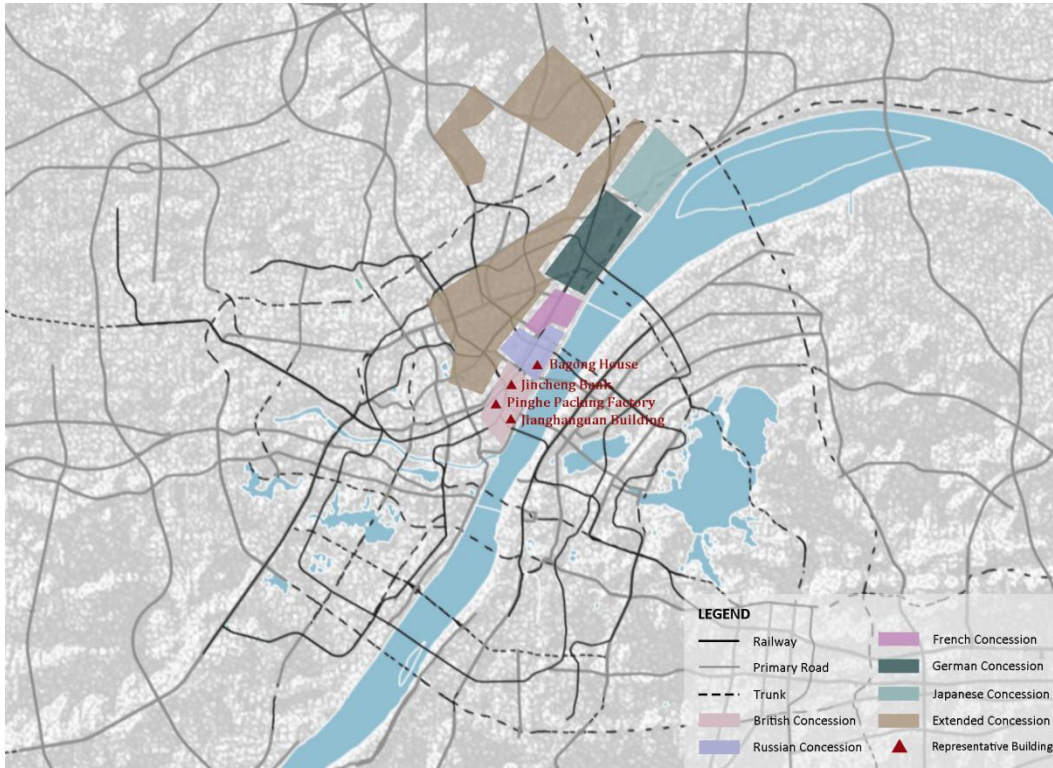 Bagong House
Jincheng Bank
Pinghe Packing Factory
Jianghanguan Building
LEGEND
Railway
Primary Road
Trunk
British Concession
Russian Concession
French Concession
German Concession
Japanese Concession
Extended Concession
Representative Building